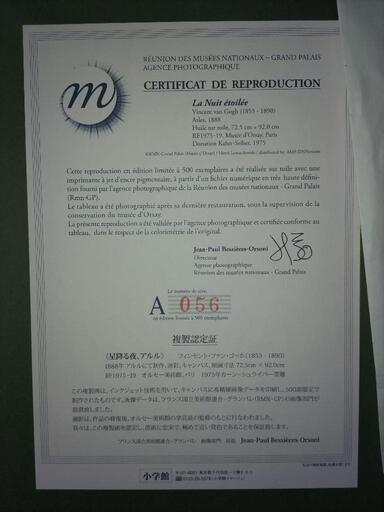 m
RÉUNION DES MUSÉES NATIONAUX – GRAND PALAIS
AGENCE PHOTOGRAPHIQUE
CERTIFICAT DE REPRODUCTION
La Nuit étoilée
Vincent van Gogh (1853 - 1890)
Arles, 1888
Huile sur toile, 72.5 cm x 92.0 cm
RF1975-19, Musée d'Orsay, Paris
Donation Kahn-Sriber, 1975
Cette reproduction en édition limitée à 500 exemplaires a été réalisée sur toile avec une
imprimante à jet d'encre pigmentaire, à partir d'un fichier numérique en très haute défini-
tion fourni par l'agence photographique de la Réunion des musées nationaux - Grand Palais
(Rmn-GP).
Le tableau a été photographié après sa dernière restauration, sous la supervision de la
conservation du musée d'Orsay.
La présente reproduction a été validée par l'agence photographique et certifiée conforme au
tableau, dans le respect de la colorimétrie de l'original.
Jean-Paul Bessières-Orsoni
Directeur
Agence photographique
Réunion des musées nationaux - Grand Palais
Le numéro de série
A 056
en édition limitée à 500 exemplaires
複製認定証
《星降る夜、アルル》 フィンセント・ファン・ゴッホ(1853 - 1890)
1888年アルルにて制作、油彩、キャンバス、原画寸法 72.5cm × 92.0cm
RF1975-19 オルセー美術館、パリ 1975年カーン・シュライバー寄贈
フランス国立美術館連合-グランパレ 画像部門 局長 Jean-Paul Bessières Orsoni
小学館